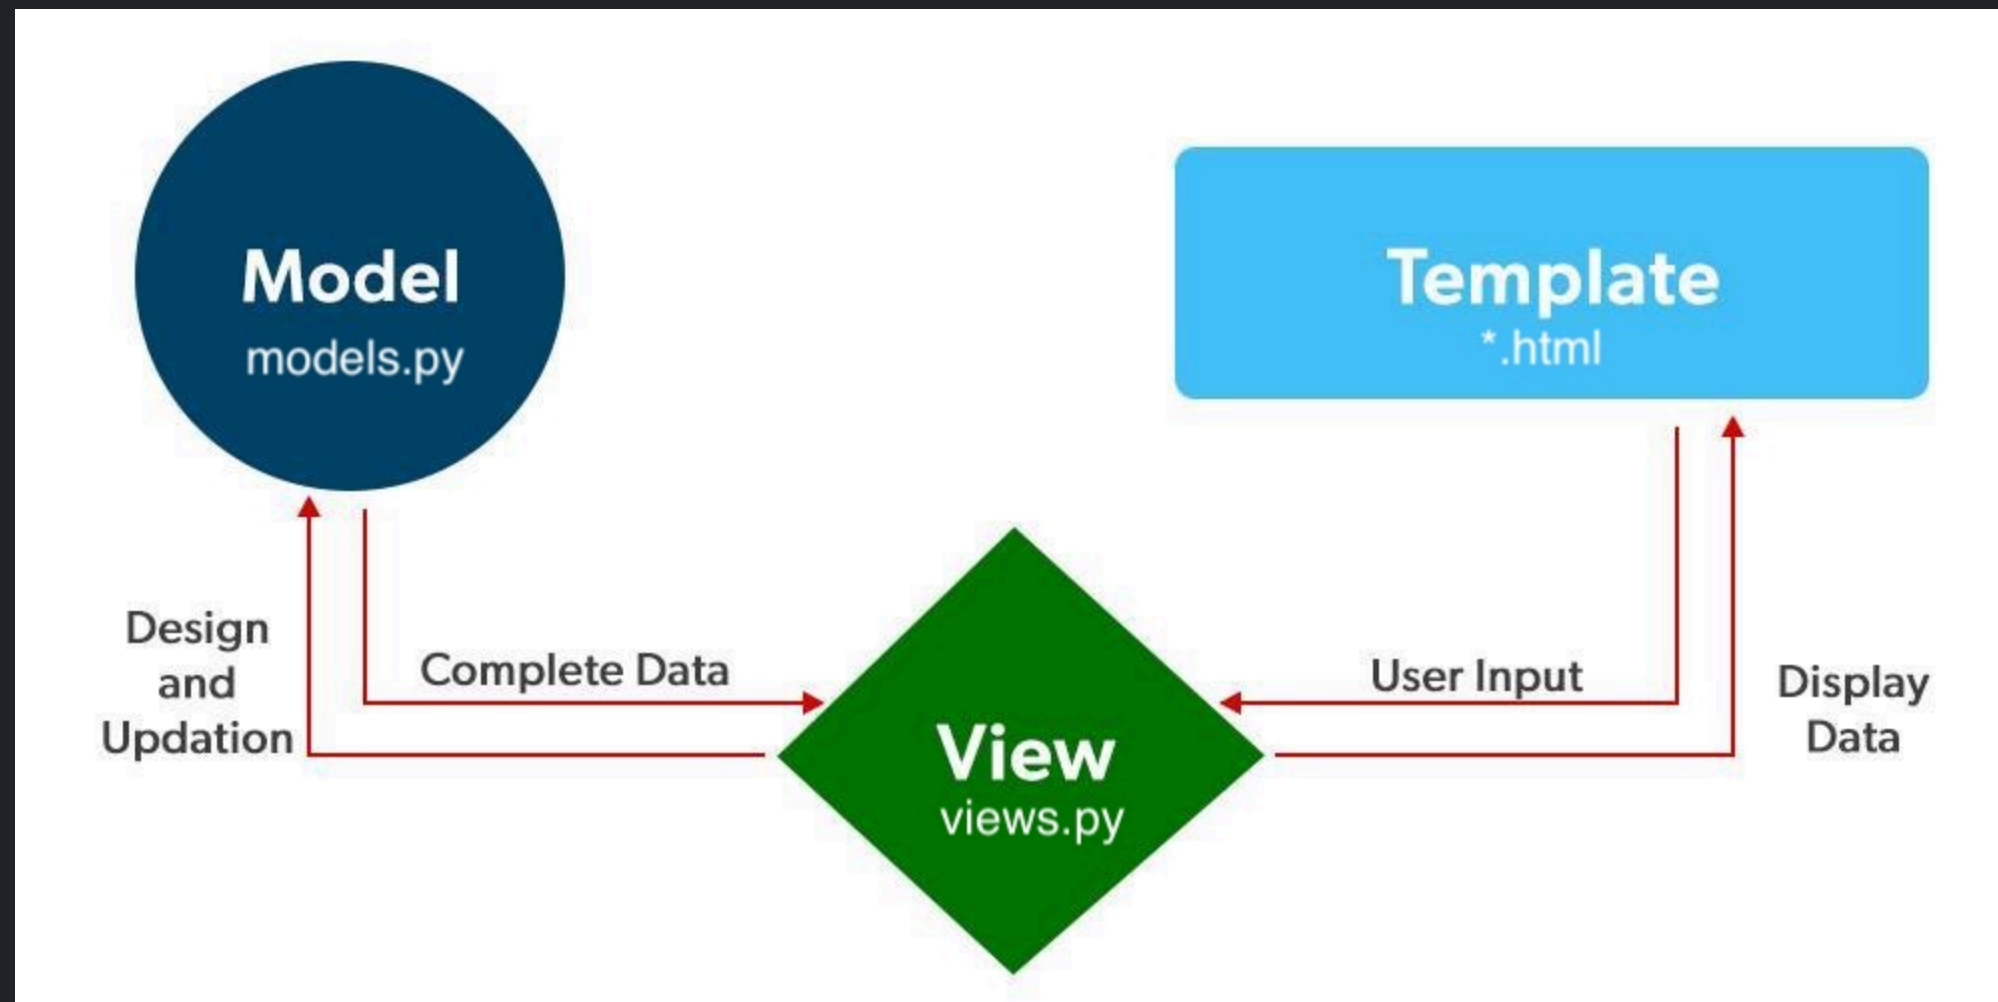 Model
models.py
Template
*.html
Design
and
Updation
Complete Data
User Input
Display
Data
View
views.py